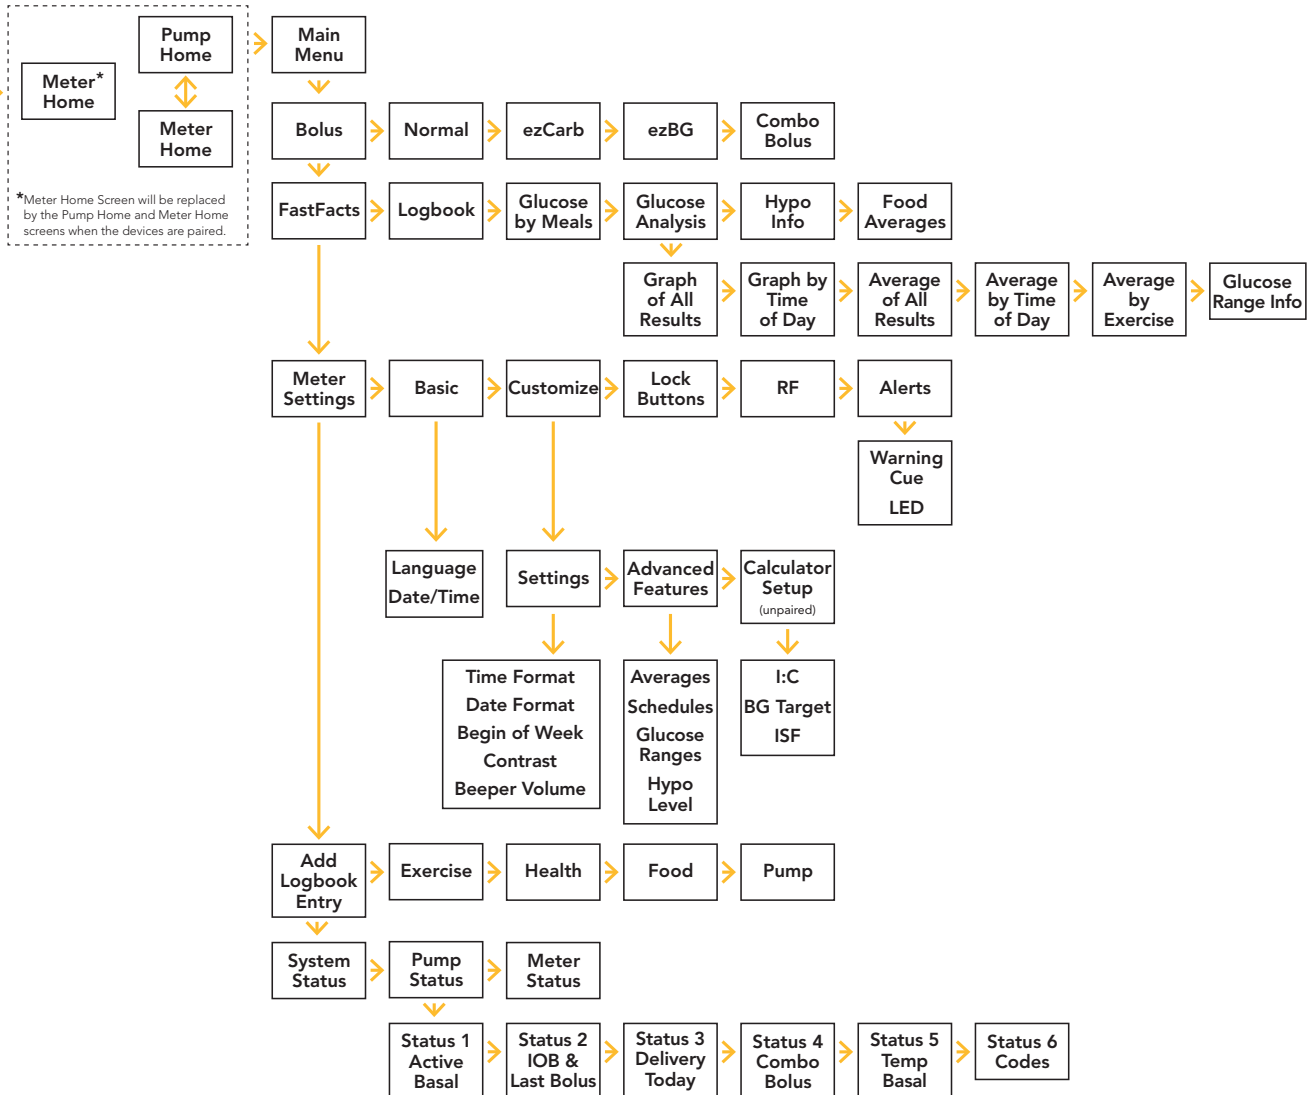 Pump
Home
Main
Menu
Meter*
Home
Meter
Home
*Meter Home Screen will be replaced
by the Pump Home and Meter Home
screens when the devices are paired.
Bolus
Normal
ezCarb
ezBG
Combo
Bolus
FastFacts
Logbook
Glucose
by Meals
Glucose
Analysis
Hypo
Info
Food
Averages
Graph
of All
Results
Graph by
Time
of Day
Average
of All
Results
Average
by Time
of Day
Average
by
Exercise
Glucose
Range Info
Meter
Settings
Basic
Customize
Lock
Buttons
RF
Alerts
Warning
Cue
LED
Language
Date/Time
Settings
Advanced
Features
Calculator
Setup
(unpaired)
Time Format
Date Format
Begin of Week
Contrast
Beeper Volume
Averages
Schedules
Glucose
Ranges
Hypo
Level
I:C
BG Target
ISF
Add
Logbook
Entry
Exercise
Health
Food
Pump
System
Status
Pump
Status
Meter
Status
Status 1
Active
Basal
Status 2
IOB &
Last Bolus
Status 3
Delivery
Today
Status 4
Combo
Bolus
Status 5
Temp
Basal
Status 6
Codes